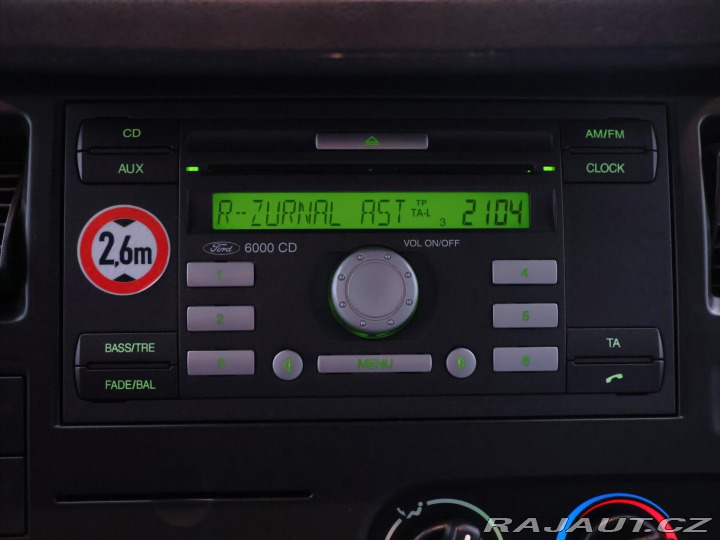 CD
AM/FM
AUX
CLOCK
R--ZURNAL AST TP TA-L 3 2104
2,6m
Ford 6000 CD
VOL ON/OFF
1
4
2
5
BASS/TRE
TA
3
MENU
6
FADE/BAL
RAJAUT.CZ